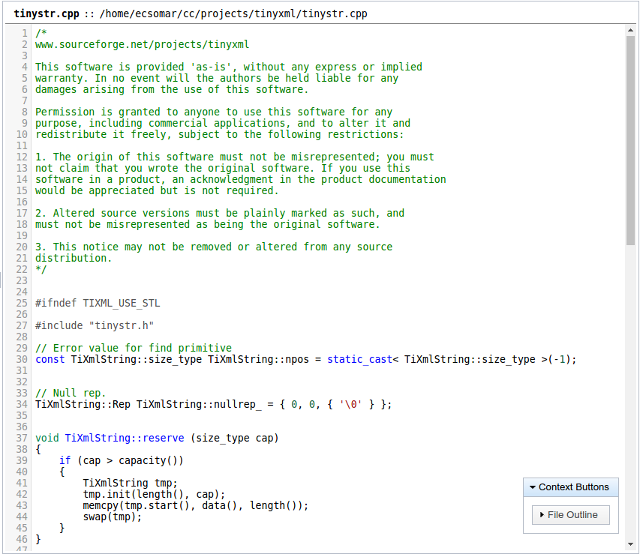 tinystr.cpp :: /home/ecsomar/cc/projects/tinyxml/tinystr.cpp
1 /*
2 www.sourceforge.net/projects/tinyxml
3
4 This software is provided 'as-is', without any express or implied
5 warranty. In no event will the authors be held liable for any
6 damages arising from the use of this software.
7
8 Permission is granted to anyone to use this software for any
9 purpose, including commercial applications, and to alter it and
10 redistribute it freely, subject to the following restrictions:
11
12 1. The origin of this software must not be misrepresented; you must
13 not claim that you wrote the original software. If you use this
14 software in a product, an acknowledgment in the product documentation
15 would be appreciated but is not required.
16
17 2. Altered source versions must be plainly marked as such, and
18 must not be misrepresented as being the original software.
19
20 3. This notice may not be removed or altered from any source
21 distribution.
22 */
23
24
25 #ifndef TIXML_USE_STL
26
27 #include "tinystr.h"
28
29 // Error value for find primitive
30 const TiXmlString::size_type TiXmlString::npos = static_cast< TiXmlString::size_type >(-1);
31
32
33 // Null rep.
34 TiXmlString::Rep TiXmlString::nullrep_ = { 0, 0, { '\0' } };
35
36
37 void TiXmlString::reserve (size_type cap)
38 {
39 if (cap > capacity())
40 {
41 TiXmlString tmp;
42 tmp.init(length(), cap);
43 memcpy(tmp.start(), data(), length());
44 swap(tmp);
45 }
46 }
47
Context Buttons
File Outline